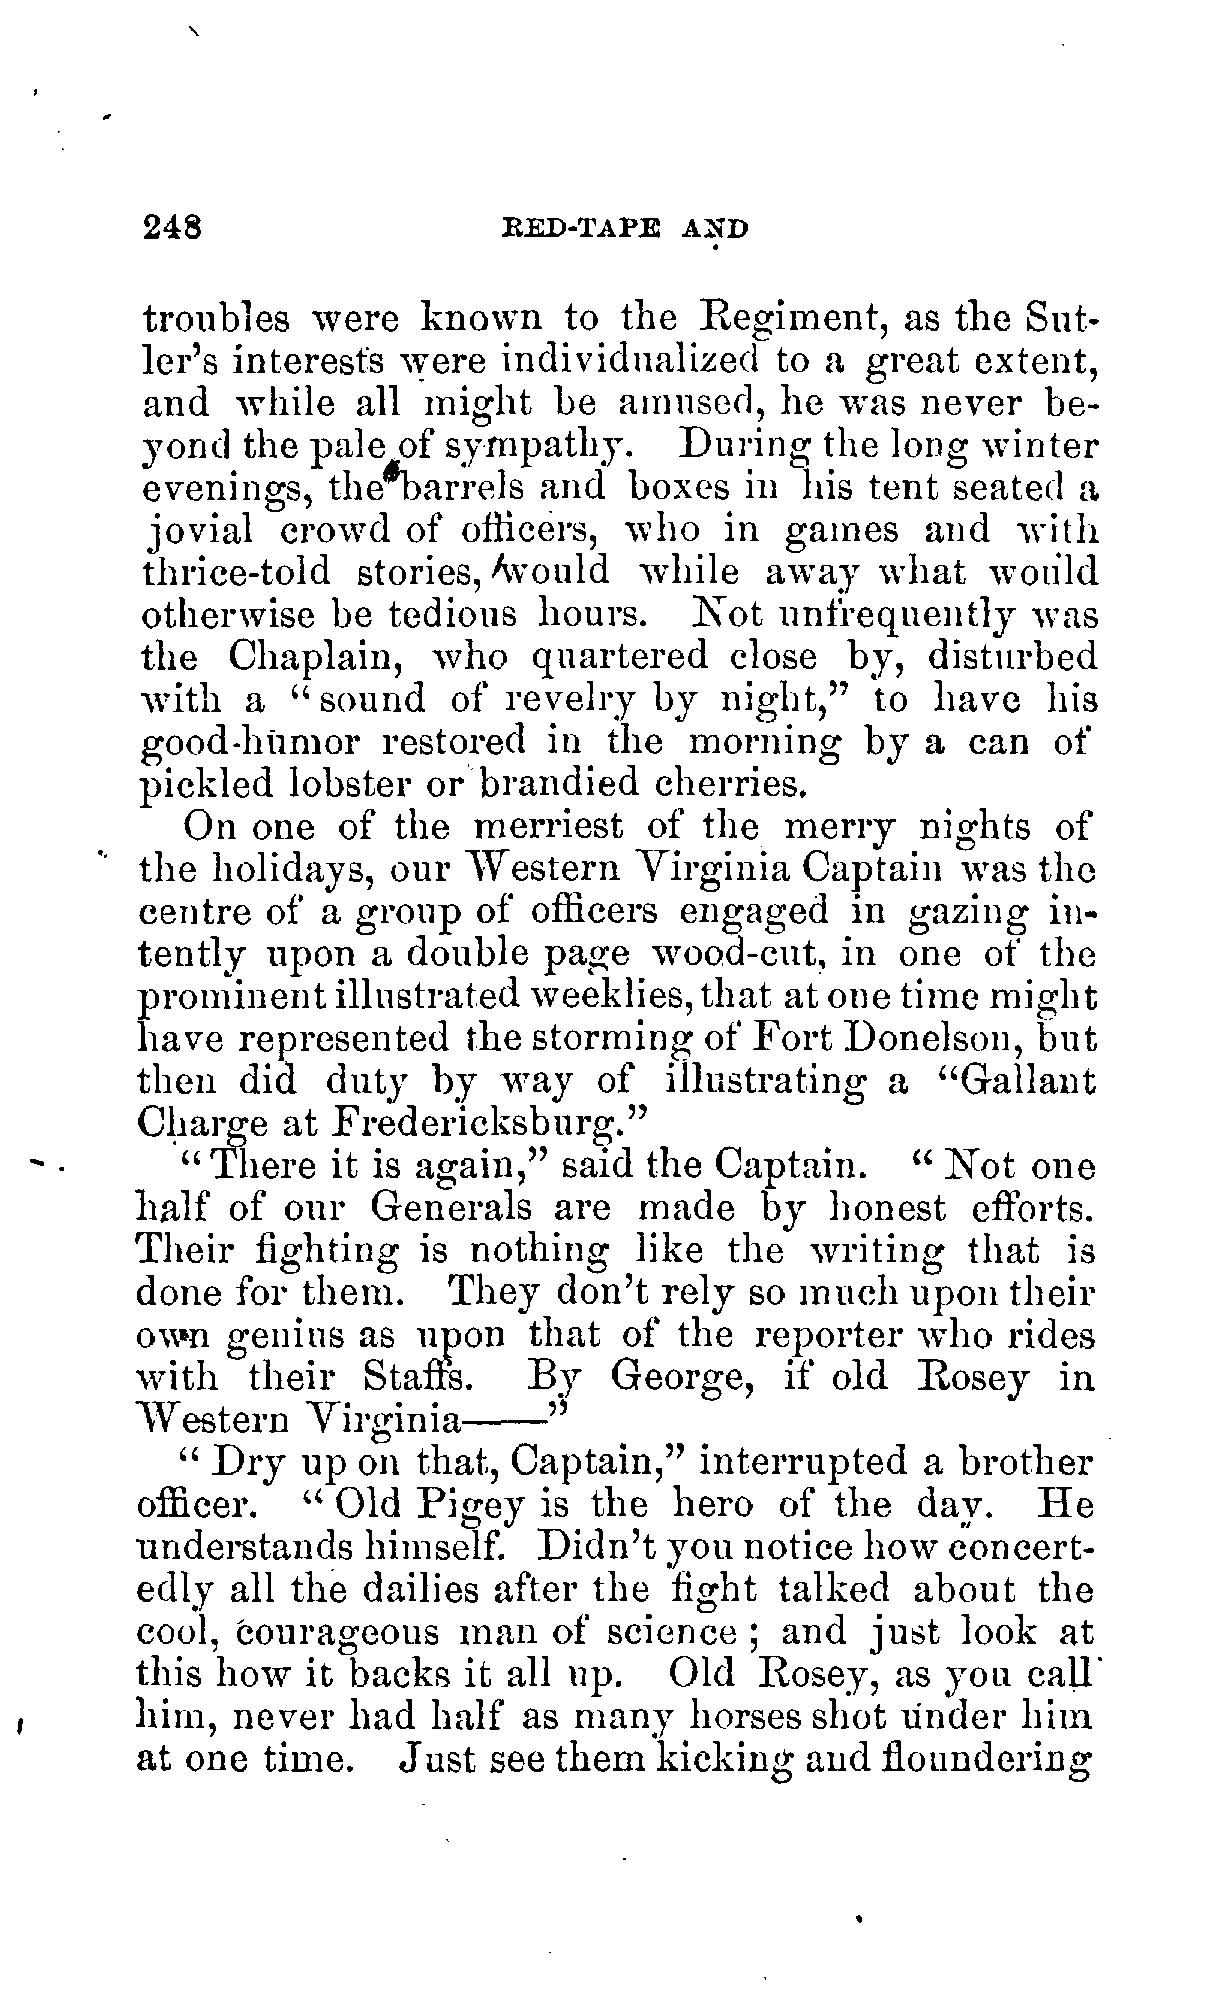 248 RED-TAPE AND
troubles were known to the Regiment, as the Sut-
ler's interests were individualized to a great extent,
and while all might be amused, he was never be-
yond the pale of sympathy. During the long winter
evenings, the barrels and boxes in his tent seated a
jovial crowd of officers, who in games and with
thrice-told stories, would while away what would
otherwise be tedious hours. Not unfrequently was
the Chaplain, who quartered close by, disturbed
with a "sound of revelry by night," to have his
good-humor restored in the morning by a can of
pickled lobster or brandied cherries.
On one of the merriest of the merry nights of
the holidays, our Western Virginia Captain was the
centre of a group of officers engaged in gazing in-
tently upon a double page wood-cut, in one of the
prominent illustrated weeklies, that at one time might
have represented the storming of Fort Donelson, but
then did duty by way of illustrating a "Gallant
Charge at Fredericksburg."
"There it is again," said the Captain. "Not one
half of our Generals are made by honest efforts.
Their fighting is nothing like the writing that is
done for them. They don't rely so much upon their
own genius as upon that of the reporter who rides
with their Staffs. By George, if old Rosey in
Western Virginia——"
"Dry up on that, Captain," interrupted a brother
officer. "Old Pigey is the hero of the day. He
understands himself. Didn't you notice how concert-
edly all the dailies after the fight talked about the
cool, courageous man of science; and just look at
this how it backs it all up. Old Rosey, as you call
him, never had half as many horses shot under him
at one time. Just see them kicking and floundering